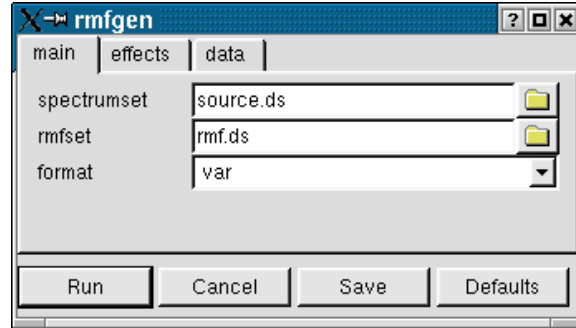 rmfgen
main effects data
spectrumset source.ds
rmfset rmf.ds
format var
Run Cancel Save Defaults